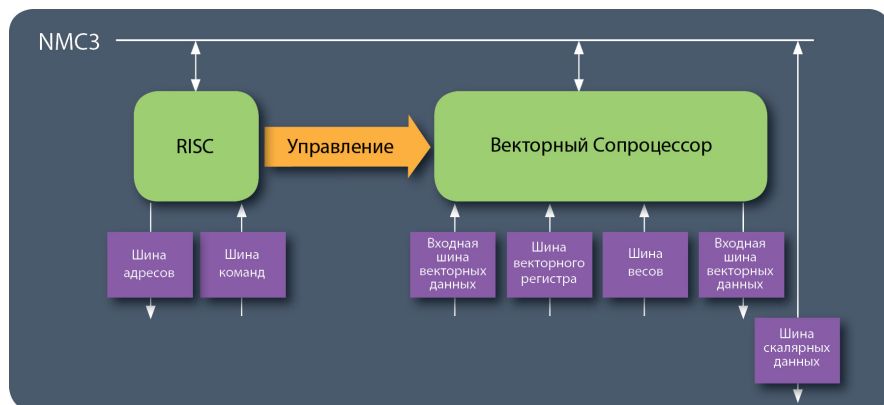 NMC3
RISC
Управление
Векторный Сопроцессор
Шина
адресов
Шина
команд
Входная
шина
векторных
данных
Шина
векторного
регистра
Шина
весов
Входная
шина
векторных
данных
Шина
скалярных
данных